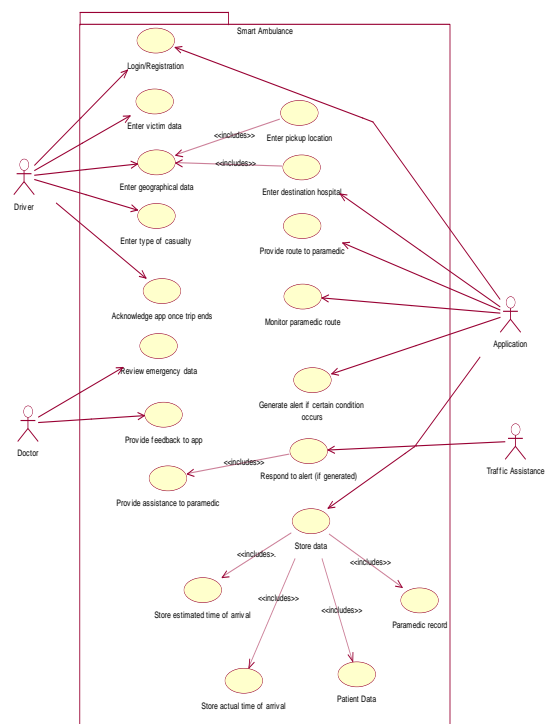 Smart Ambulance
Login/Registration
Enter victim data
<<includes>>
Enter pickup location
<<includes>>
Enter geographical data
Enter destination hospital
Driver
Enter type of casualty
Provide route to paramedic
Acknowledge app once trip ends
Monitor paramedic route
Application
Review emergency data
Generate alert if certain condition
occurs
Doctor
Provide feedback to app
<<includes>>
Respond to alert (if generated)
Traffic Assistance
Provide assistance to paramedic
Store data
<<includes>.
<<includes>>
Store estimated time of arrival
<<includes>>
<<includes>>
Paramedic record
Store actual time of arrival
Patient Data